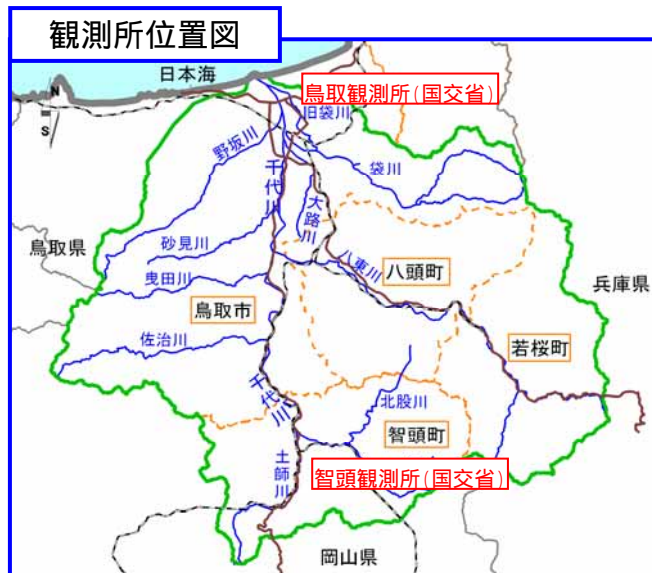 観測所位置図
日本海
N
S
鳥取観測所(国交省)
旧袋川
野坂川
千代川
袋川
大路川
鳥取県
砂見川
八東川
八頭町
兵庫県
曳田川
鳥取市
佐治川
若桜町
千代川
北股川
智頭町
土師川
智頭観測所(国交省)
岡山県